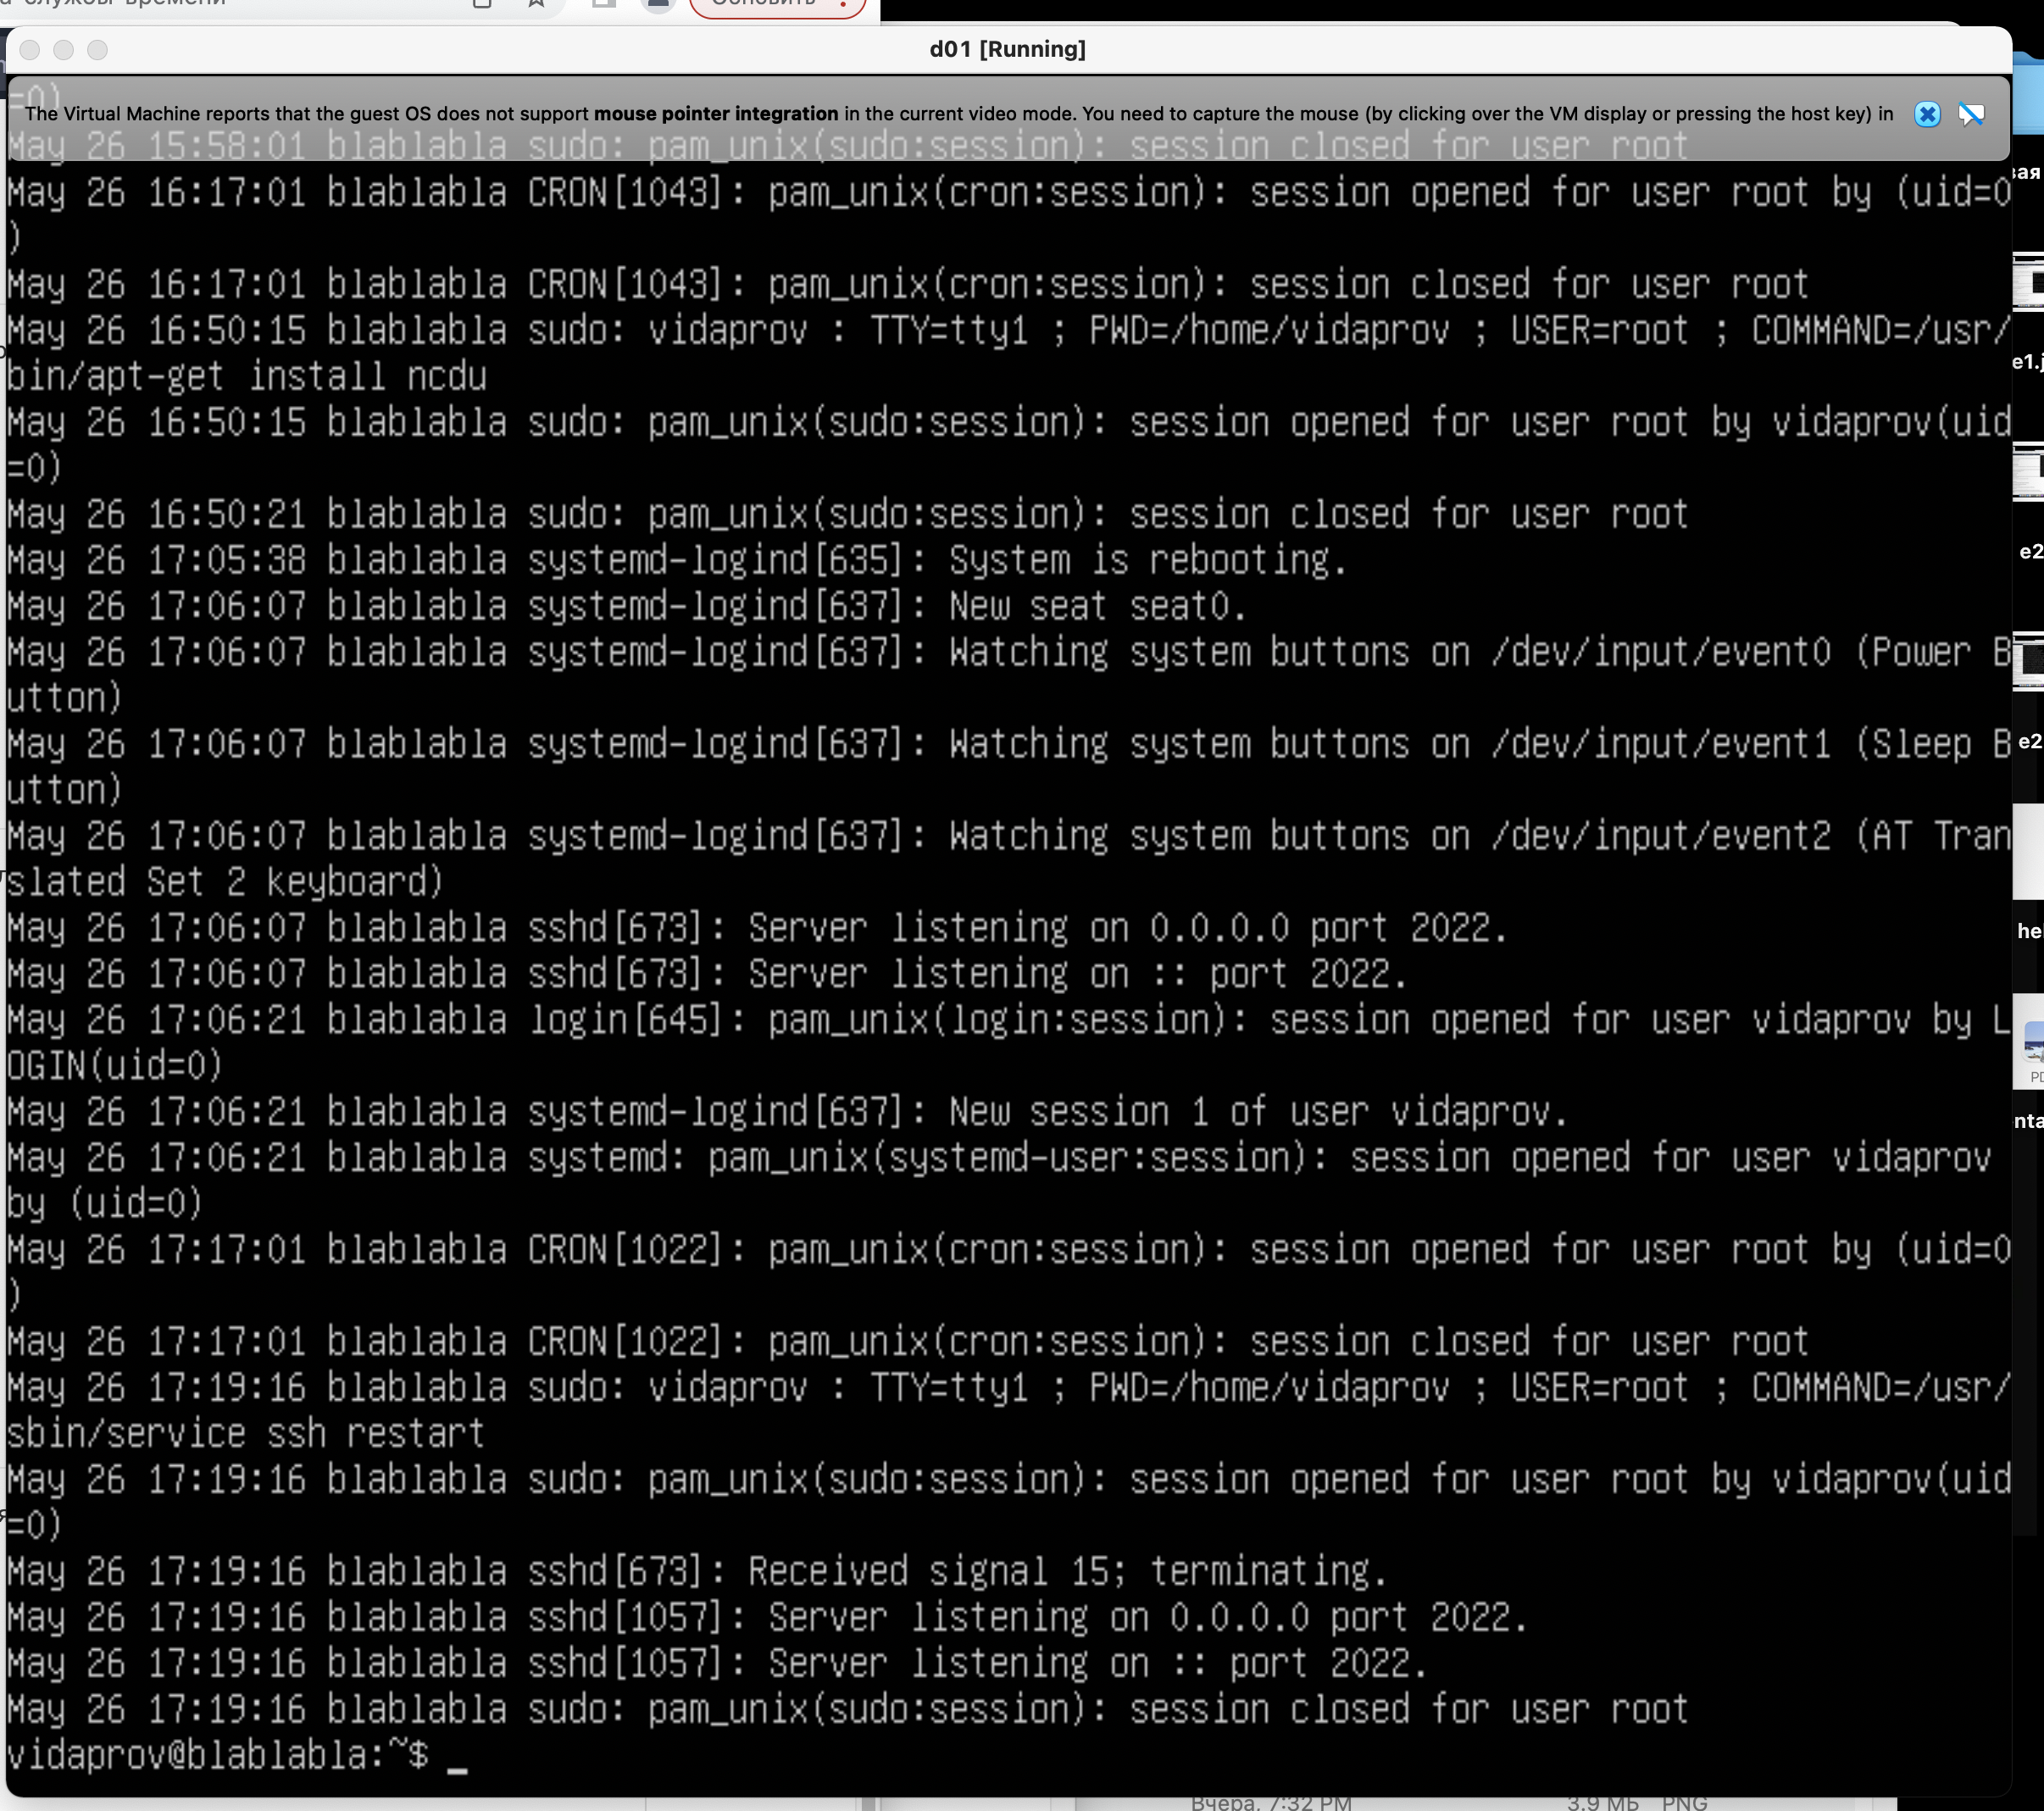 Обновить
d01 [Running]
=0)
The Virtual Machine reports that the guest OS does not support mouse pointer integration in the current video mode. You need to capture the mouse (by clicking over the VM display or pressing the host key) in
May 26 15:58:01 blablabla sudo: pam_unix(sudo:session): session closed for user root
May 26 16:17:01 blablabla CRON[1043]: pam_unix(cron:session): session opened for user root by (uid=0
)
May 26 16:17:01 blablabla CRON[1043]: pam_unix(cron:session): session closed for user root
May 26 16:50:15 blablabla sudo: vidaprov : TTY=tty1 ; PWD=/home/vidaprov ; USER=root ; COMMAND=/usr/
bin/apt-get install ncdu
May 26 16:50:15 blablabla sudo: pam_unix(sudo:session): session opened for user root by vidaprov(uid
=0)
May 26 16:50:21 blablabla sudo: pam_unix(sudo:session): session closed for user root
May 26 17:05:38 blablabla systemd-logind[635]: System is rebooting.
May 26 17:06:07 blablabla systemd-logind[637]: New seat seat0.
May 26 17:06:07 blablabla systemd-logind[637]: Watching system buttons on /dev/input/event0 (Power B
utton)
May 26 17:06:07 blablabla systemd-logind[637]: Watching system buttons on /dev/input/event1 (Sleep B
utton)
May 26 17:06:07 blablabla systemd-logind[637]: Watching system buttons on /dev/input/event2 (AT Tran
slated Set 2 keyboard)
May 26 17:06:07 blablabla sshd[673]: Server listening on 0.0.0.0 port 2022.
May 26 17:06:07 blablabla sshd[673]: Server listening on :: port 2022.
May 26 17:06:21 blablabla login[645]: pam_unix(login:session): session opened for user vidaprov by L
OGIN(uid=0)
May 26 17:06:21 blablabla systemd-logind[637]: New session 1 of user vidaprov.
May 26 17:06:21 blablabla systemd: pam_unix(systemd-user:session): session opened for user vidaprov
by (uid=0)
May 26 17:17:01 blablabla CRON[1022]: pam_unix(cron:session): session opened for user root by (uid=0
)
May 26 17:17:01 blablabla CRON[1022]: pam_unix(cron:session): session closed for user root
May 26 17:19:16 blablabla sudo: vidaprov : TTY=tty1 ; PWD=/home/vidaprov ; USER=root ; COMMAND=/usr/
sbin/service ssh restart
May 26 17:19:16 blablabla sudo: pam_unix(sudo:session): session opened for user root by vidaprov(uid
=0)
May 26 17:19:16 blablabla sshd[673]: Received signal 15; terminating.
May 26 17:19:16 blablabla sshd[1057]: Server listening on 0.0.0.0 port 2022.
May 26 17:19:16 blablabla sshd[1057]: Server listening on :: port 2022.
May 26 17:19:16 blablabla sudo: pam_unix(sudo:session): session closed for user root
vidaprov@blablabla:~$ _
Вчера, 7:32 PM 3,9 МБ PNG